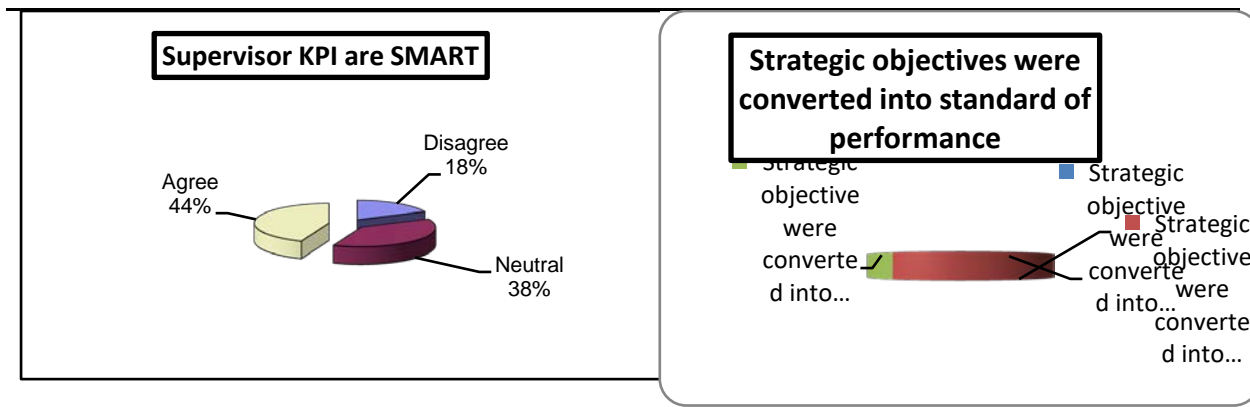 Supervisor KPI are SMART
Disagree
18%
Agree
44%
Neutral
38%
Strategic objectives were
converted into standard of
performance
Strategic
objective
were
converte
d into...
Strategic
objective
were
converte
d into...
Strategic
objective
were
converte
d into...